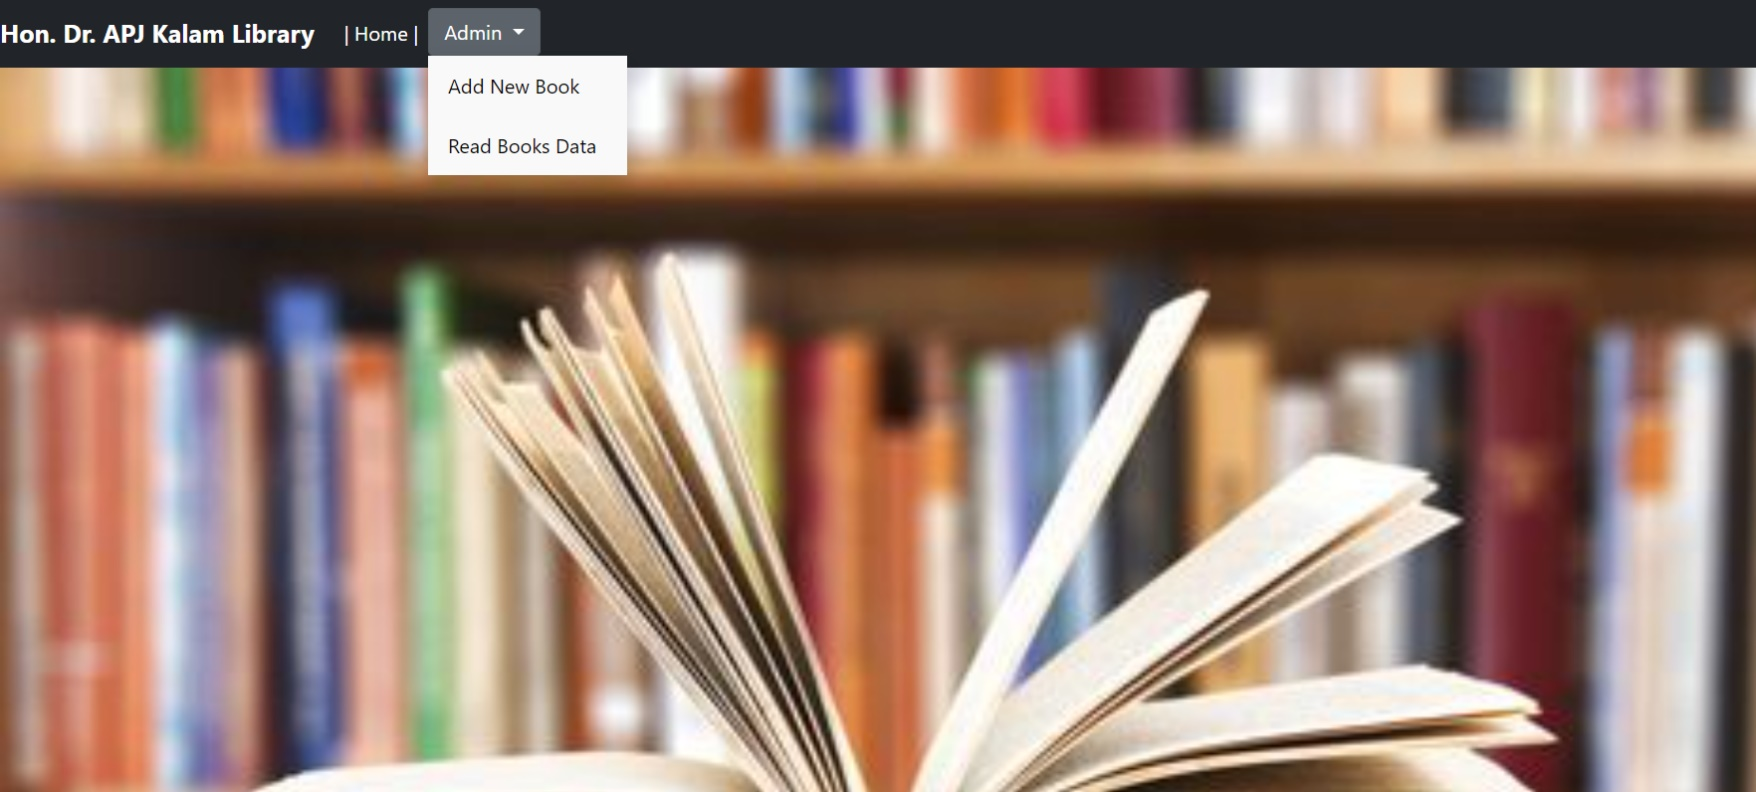 Hon. Dr. APJ Kalam Library | Home | Admin
Add New Book
Read Books Data